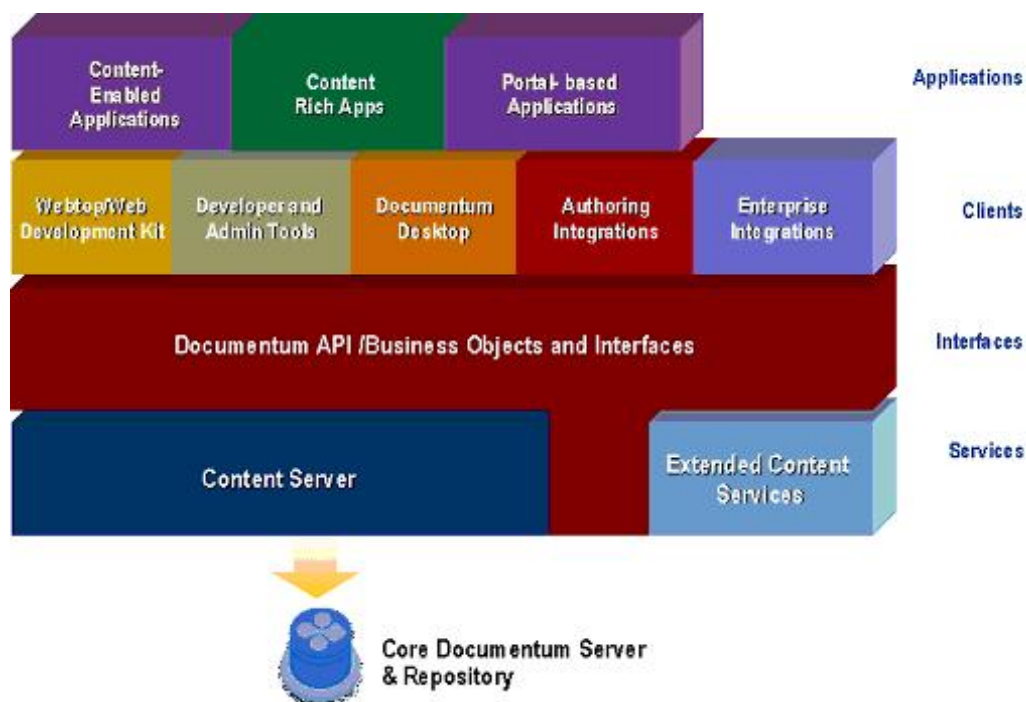 Content-
Enabled
Applications
Content
Rich Apps
Portal- based
Applications
Applications
Webtop/Web
Development Kit
Developer and
Admin Tools
Documentum
Desktop
Authoring
Integrations
Enterprise
Integrations
Clients
Documentum API /Business Objects and Interfaces
Interfaces
Content Server
Extended Content
Services
Services
Core Documentum Server
& Repository